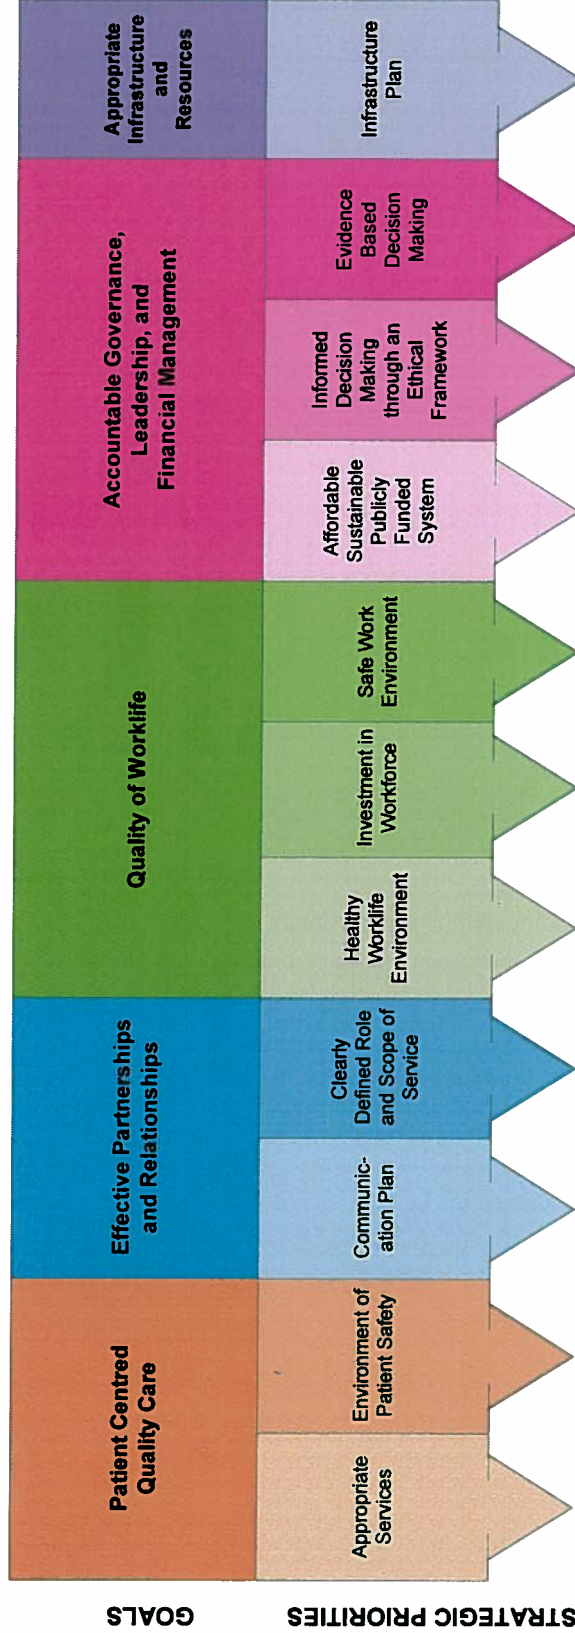 GOALS
Patient Centred
Quality Care
Effective Partnerships
and Relationships
Quality of Worklife
Accountable Governance,
Leadership, and
Financial Management
Appropriate
Infrastructure
and
Resources
STRATEGIC PRIORITIES
Appropriate
Services
Environment of
Patient Safety
Communic-
ation Plan
Clearly
Defined Role
and Scope of
Service
Healthy
Worklife
Environment
Investment in
Workforce
Safe Work
Environment
Affordable
Sustainable
Publicly
Funded
System
Informed
Decision
Making
through an
Ethical
Framework
Evidence
Based
Decision
Making
Infrastructure
Plan